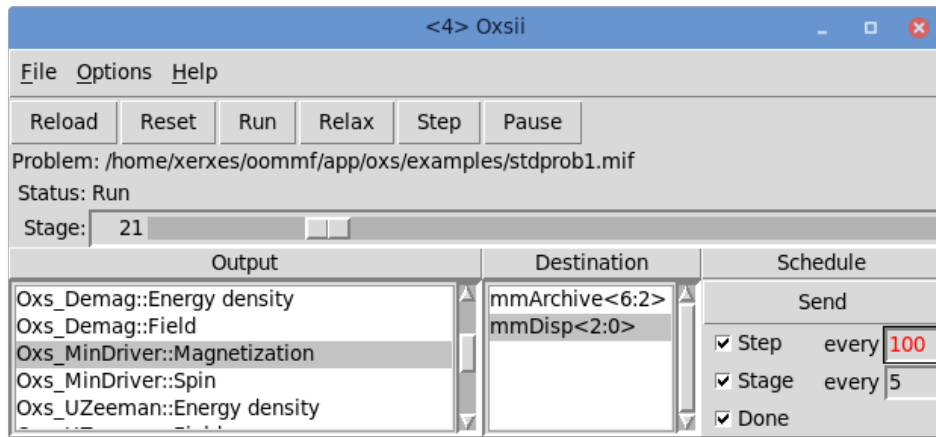 <4> Oxsii
File Options Help
Reload Reset Run Relax Step Pause
Problem: /home/xerxes/oommf/app/oxs/examples/stdprob1.mif
Status: Run
Stage: 21
Output Destination Schedule
Oxs_Demag::Energy density
Oxs_Demag::Field
Oxs_MinDriver::Magnetization
Oxs_MinDriver::Spin
Oxs_UZeeman::Energy density
mmArchive<6:2>
mmDisp<2:0>
Send
Step every 100
Stage every 5
Done